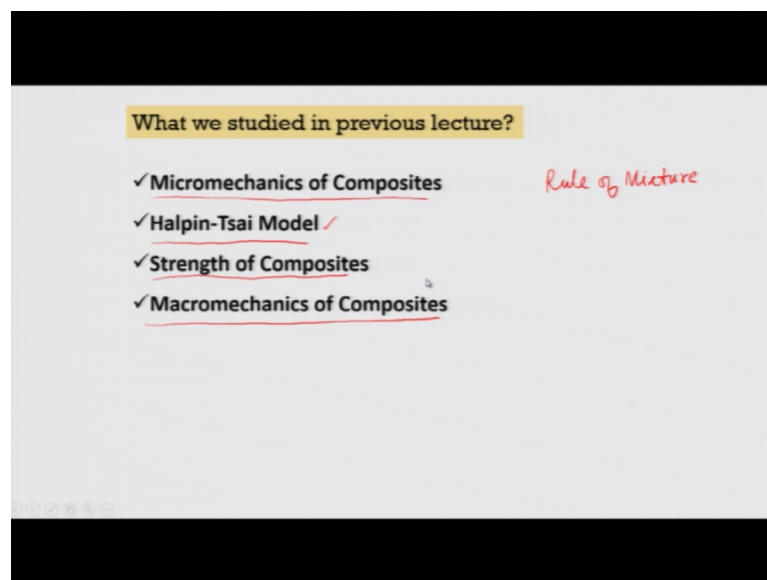 What we studied in previous lecture?
✓Micromechanics of Composites
Rule of Mixture
✓Halpin-Tsai Model ✓
✓Strength of Composites
✓Macromechanics of Composites